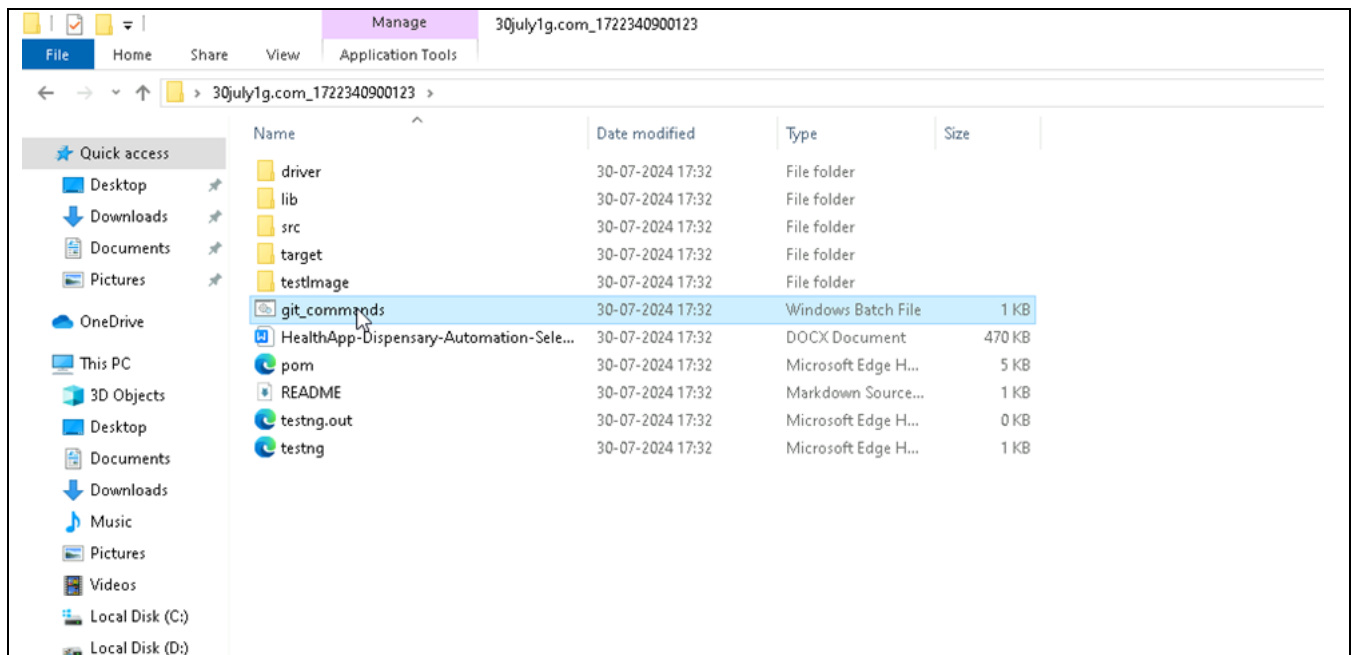 Manage 30july1g.com_1722340900123
File Home Share View Application Tools
30july1g.com_1722340900123
Name Date modified Type Size
Quick access
Desktop
Downloads
Documents
Pictures
OneDrive
This PC
3D Objects
Desktop
Documents
Downloads
Music
Pictures
Videos
Local Disk (C:)
Local Disk (D:)
driver 30-07-2024 17:32 File folder
lib 30-07-2024 17:32 File folder
src 30-07-2024 17:32 File folder
target 30-07-2024 17:32 File folder
testImage 30-07-2024 17:32 File folder
git_commands 30-07-2024 17:32 Windows Batch File 1 KB
HealthApp-Dispensary-Automation-Sele... 30-07-2024 17:32 DOCX Document 470 KB
pom 30-07-2024 17:32 Microsoft Edge H... 5 KB
README 30-07-2024 17:32 Markdown Source... 1 KB
testng.out 30-07-2024 17:32 Microsoft Edge H... 0 KB
testng 30-07-2024 17:32 Microsoft Edge H... 1 KB